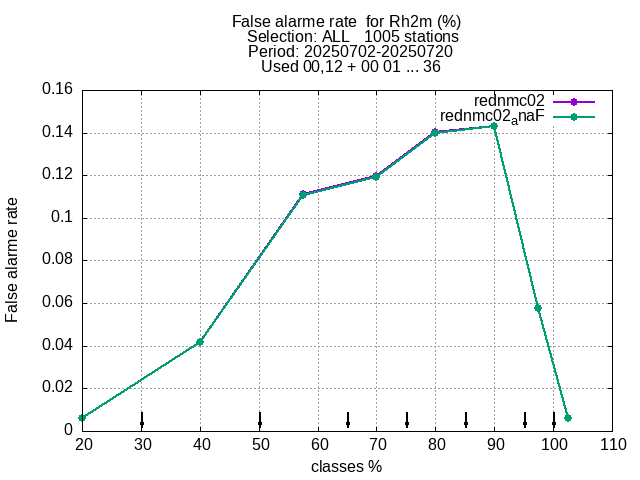 False alarme rate  for Rh2m (%)
Selection: ALL   1005 stations
Period: 20250702-20250720
Used 00,12 + 00 01 ... 36
rednmc02
rednmc02anaF
0.16
0.14
0.12
0.1
0.08
0.06
0.04
0.02
0
False alarme rate
20 30 40 50 60 70 80 90 100 110
classes %